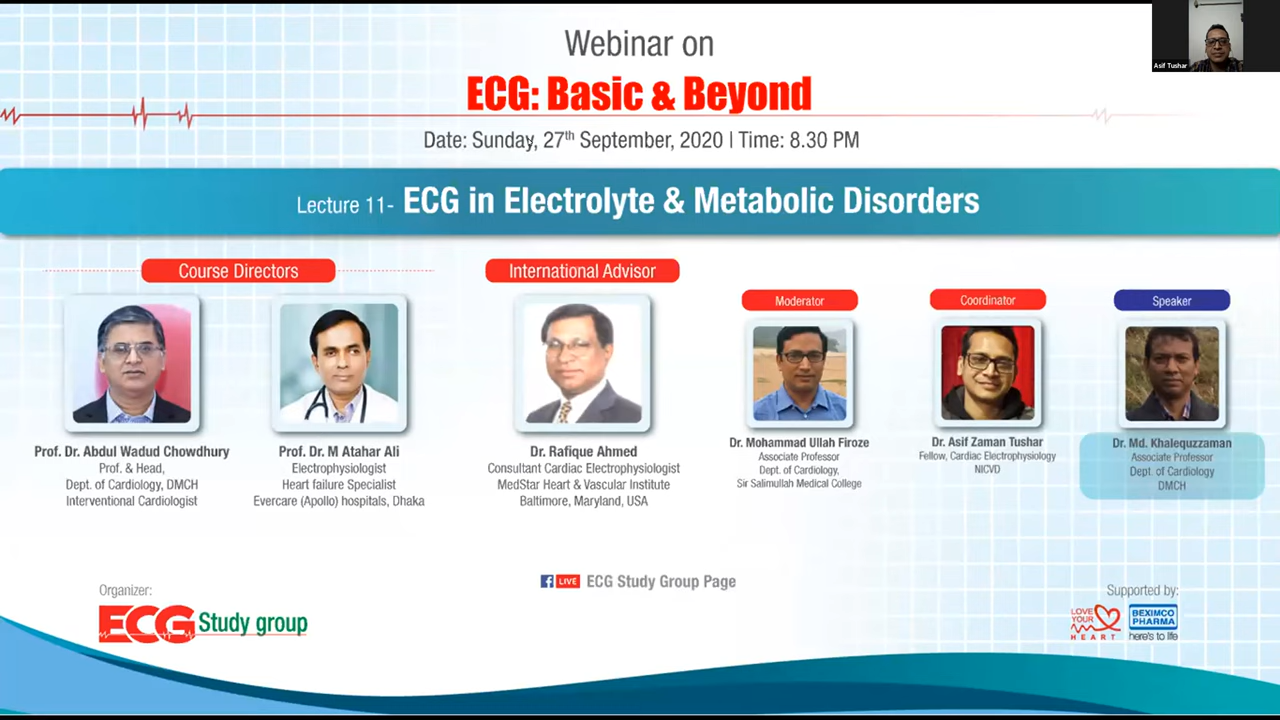 Webinar on
ECG: Basic & Beyond
Date: Sunday, 27th September, 2020 | Time: 8.30 PM
Asif Tushar
Lecture 11- ECG in Electrolyte & Metabolic Disorders
Course Directors
Prof. Dr. Abdul Wadud Chowdhury
Prof. & Head,
Dept. of Cardiology, DMCH
Interventional Cardiologist
Prof. Dr. M Atahar Ali
Electrophysiologist
Heart failure Specialist
Evercare (Apollo) hospitals, Dhaka
International Advisor
Dr. Rafique Ahmed
Consultant Cardiac Electrophysiologist
MedStar Heart & Vascular Institute
Baltimore, Maryland, USA
Moderator
Dr. Mohammad Ullah Firoze
Associate Professor
Dept. of Cardiology,
Sir Salimullah Medical College
Coordinator
Dr. Asif Zaman Tushar
Fellow, Cardiac Electrophysiology
NICVD
Speaker
Dr. Md. Khalequzzaman
Associate Professor
Dept. of Cardiology
DMCH
Organizer:
ECG Study group
f LIVE ECG Study Group Page
Supported by:
LOVE
YOUR
HEART
BEXIMCO
PHARMA
here's to life